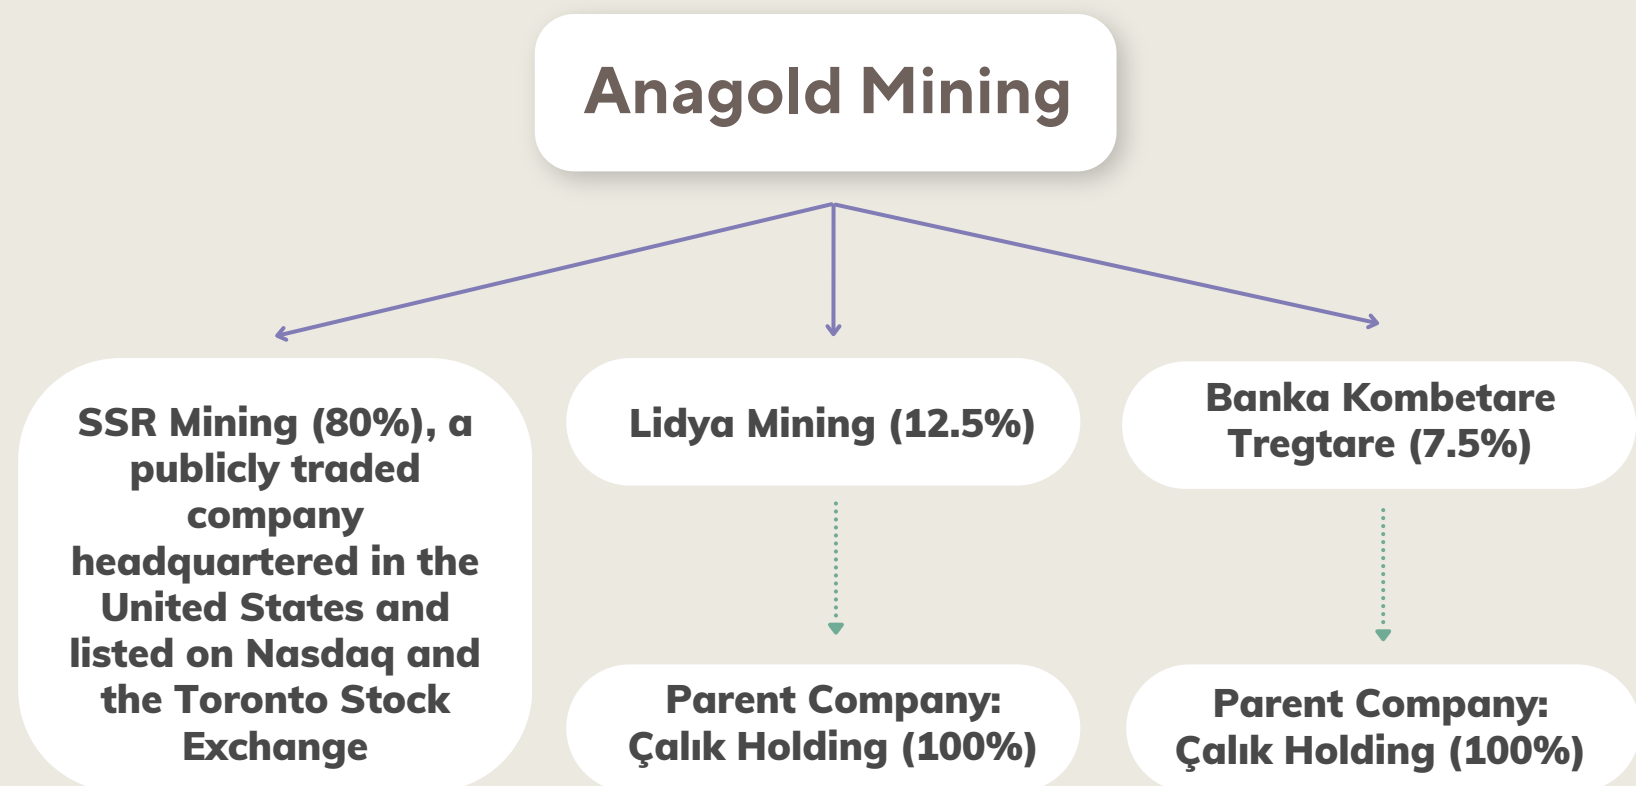 Anagold Mining
SSR Mining (80%), a
publicly traded
company
headquartered in the
United States and
listed on Nasdaq and
the Toronto Stock
Exchange
Lidya Mining (12.5%)
Parent Company:
Çalık Holding (100%)
Banka Kombetare
Tregtare (7.5%)
Parent Company:
Çalık Holding (100%)